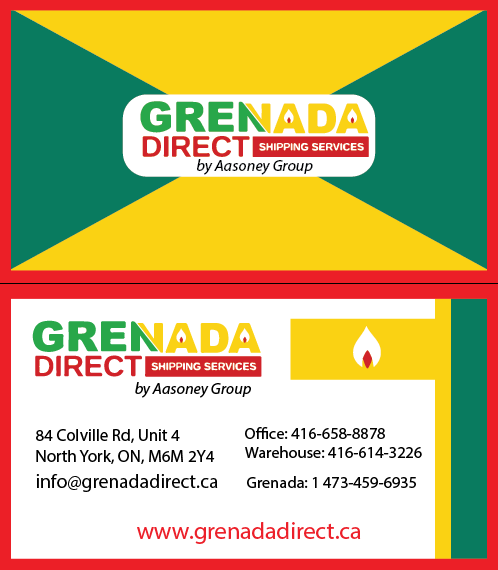 GRENADA
DIRECT SHIPPING SERVICES
by Aasoney Group
GRENADA
DIRECT SHIPPING SERVICES
by Aasoney Group
84 Colville Rd, Unit 4
North York, ON, M6M 2Y4
info@grenadadirect.ca
Office: 416-658-8878
Warehouse: 416-614-3226
Grenada: 1 473-459-6935
www.grenadadirect.ca